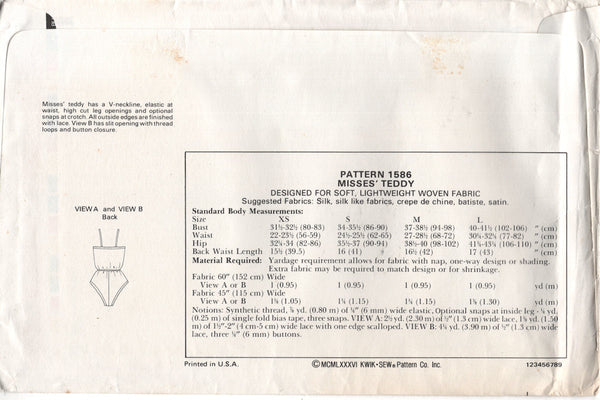 Misses' teddy has a V-neckline, elastic at
waist, high cut leg openings and optional
snaps at crotch. All outside edges are finished
with lace. View B has slit opening with thread
loops and button closure.
VIEW A and VIEW B
Back
PATTERN 1586
MISSES' TEDDY
DESIGNED FOR SOFT, LIGHTWEIGHT WOVEN FABRIC
Suggested Fabrics: Silk, silk like fabrics, crepe de chine, batiste, satin.
Standard Body Measurements:
Size XS S M L
Bust 31½-32½ (80-83) 34-35½ (86-90) 37-38½ (94-98) 40-41½ (102-106) " (cm)
Waist 22-23½ (56-59) 24½-25½ (62-65) 27-28½ (68-72) 30½-32½ (77-82) " (cm)
Hip 32½-34 (82-86) 35½-37 (90-94) 38½-40 (98-102) (106-110) " (cm)
Back Waist Length 15½ (39.5) 16 (41) 16½ (42) 17 (43) " (cm)
Material Required: Yardage requirement allows for fabric with nap, one-way design or shading.
Extra fabric may be required to match design or for shrinkage.
Fabric 60" (152 cm) Wide
View A or B 1 (0.95) 1 (0.95) 1 (0.95) 1 (0.95) yd (m)
Fabric 45" (115 cm) Wide
View A or B (1.05) (1.15) (1.15) (1.30) yd (m)
Notions: Synthetic thread, ⅞ yd. (0.80 m) of ¼" (6 mm) wide elastic, Optional snaps at inside leg - ¼ yd.
(0.25 m) of single fold bias tape, three snaps. VIEW A: 2½ yd. (2.30 m) of ½" (1.3 cm) wide lace, 1⅝ yd. (1.50
m) of 1½"-2" (4 cm-5 cm) wide lace with one edge scalloped. VIEW B: 4¼ yd. (3.90 m) of ½" (1.3 cm) wide
lace, three ¼" (6 mm) buttons.
Printed in U.S.A. ©MCMLXXXVI KWIK•SEW® Pattern Co. Inc. 123456789